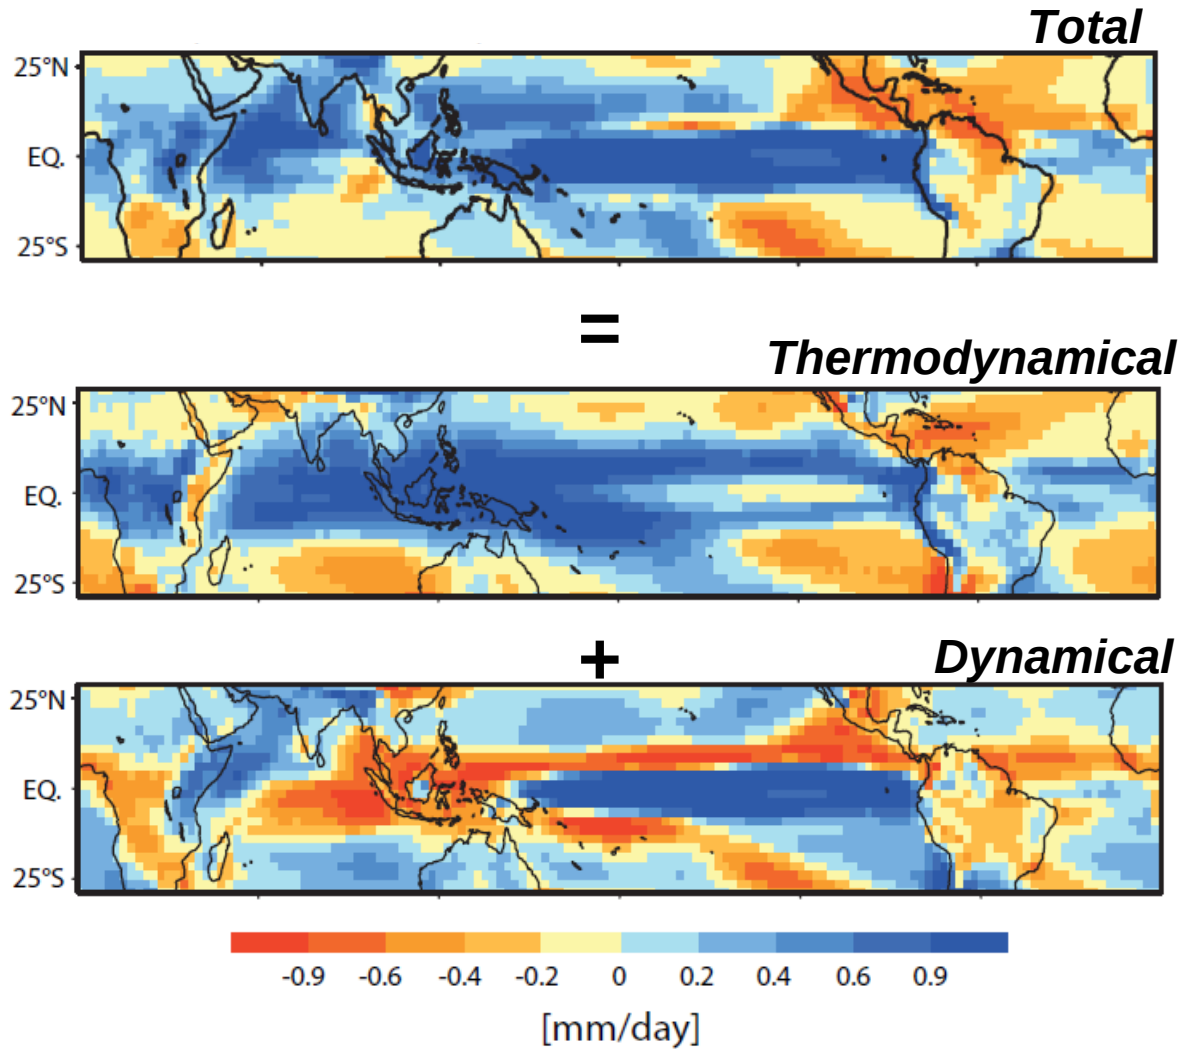 Total
25°N
EQ.
25°S
=
Thermodynamical
25°N
EQ.
25°S
+
Dynamical
25°N
EQ.
25°S
-0.9 -0.6 -0.4 -0.2 0 0.2 0.4 0.6 0.9
[mm/day]